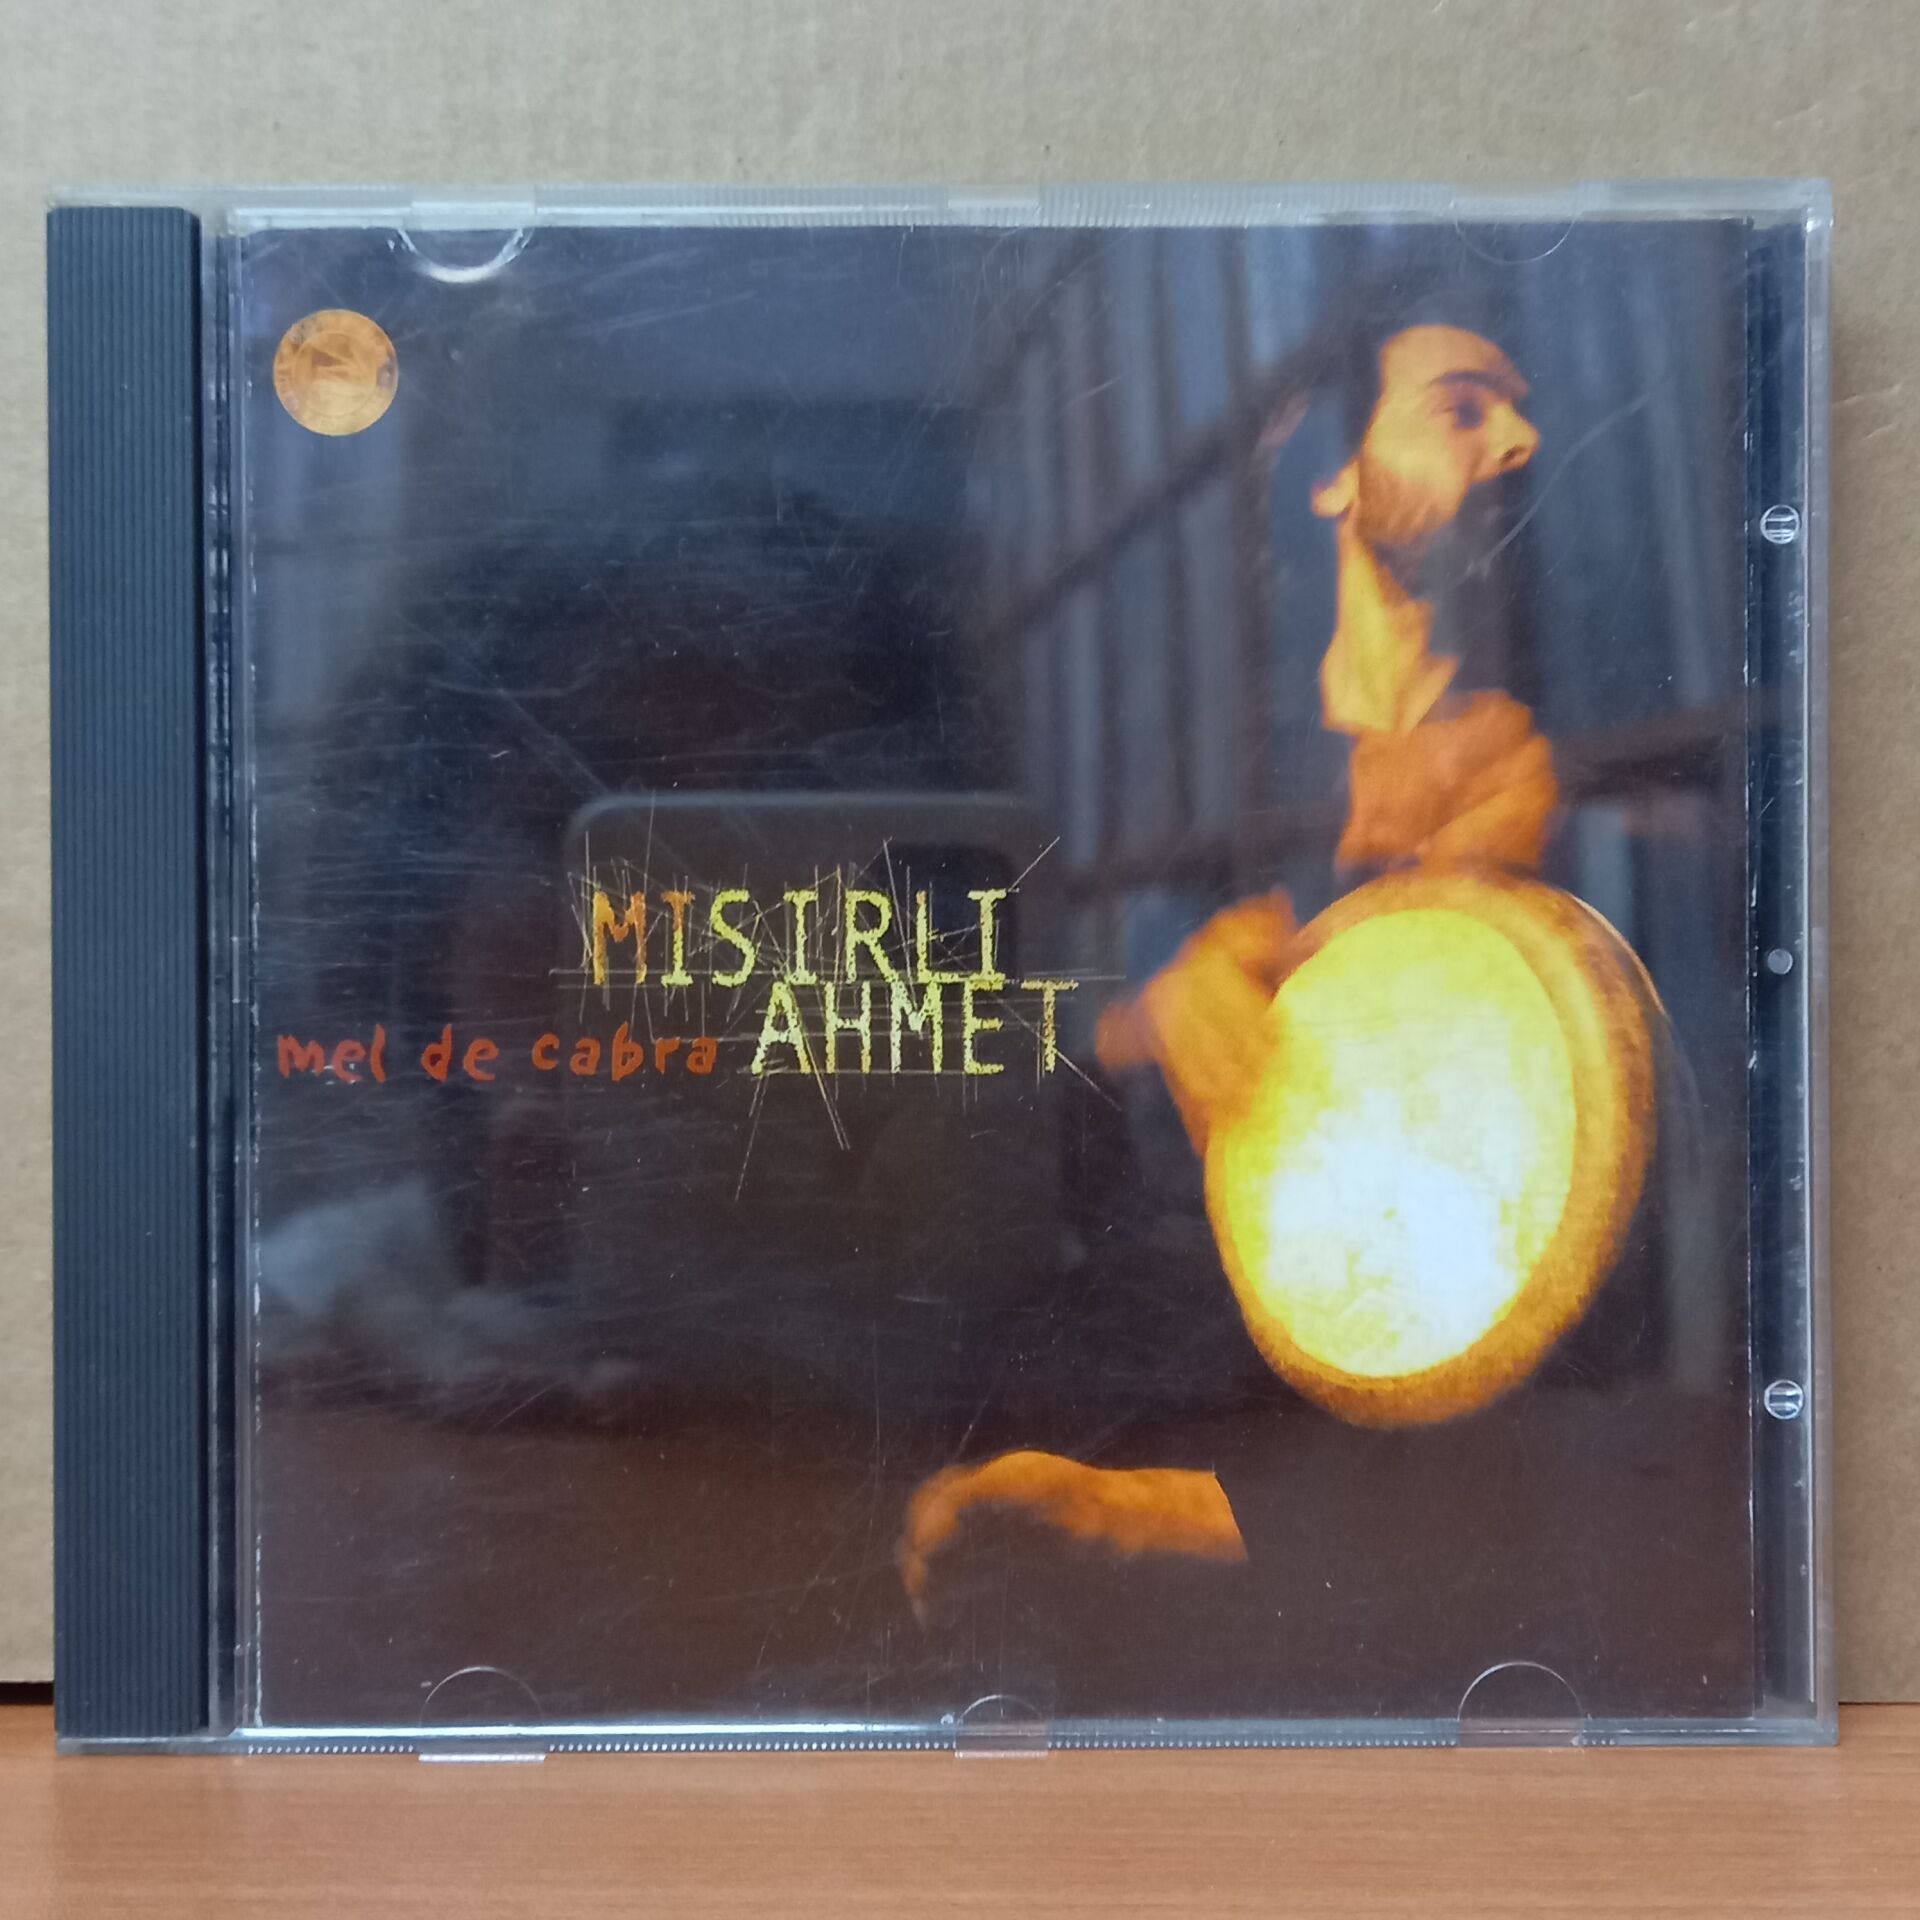 MISIRLI
AHMET
mel de cabra